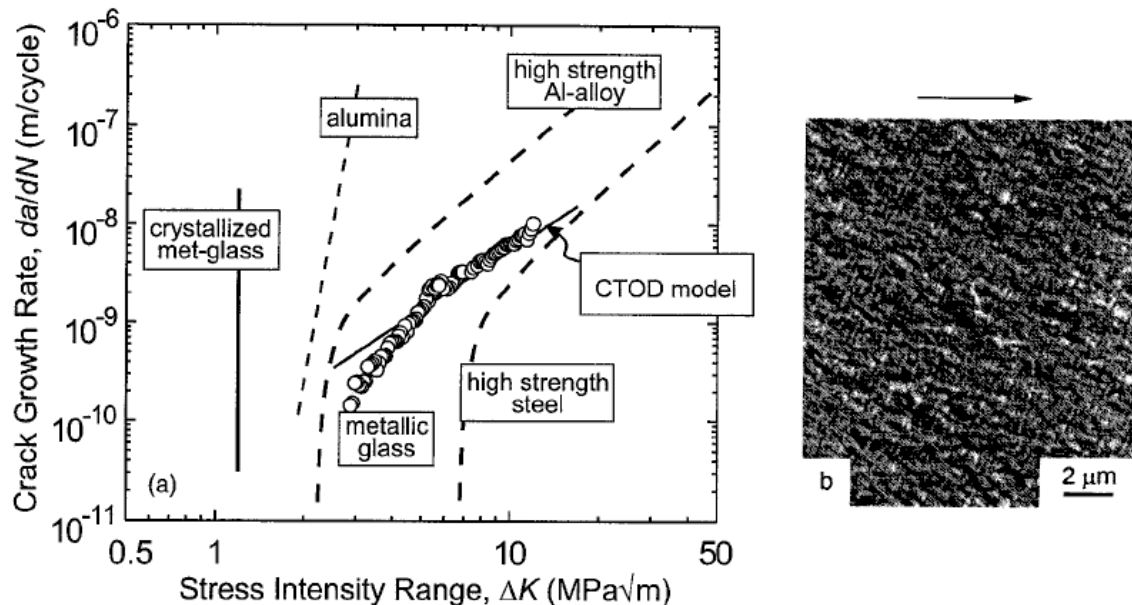 10^-6
10^-7
10^-8
10^-9
10^-10
10^-11
Crack Growth Rate, da/dN (m/cycle)
alumina
high strength
Al-alloy
crystallized
met-glass
CTOD model
high strength
steel
metallic
glass
(a)
0.5
1
10
50
Stress Intensity Range, ΔK (MPa√m)
b
2 μm